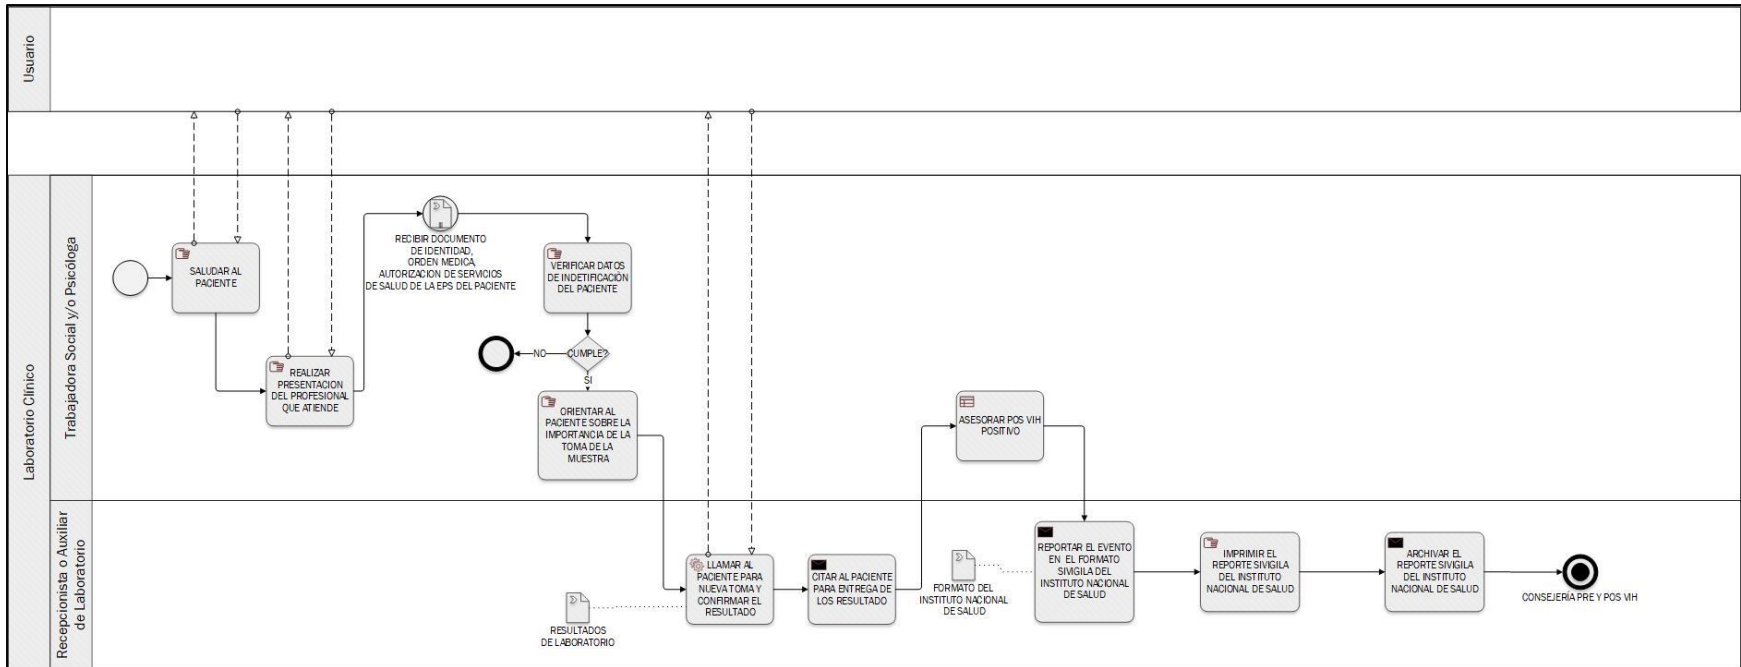 Usuario
Laboratorio Clínico
Trabajadora Social y/o Psicóloga
SALUDAR AL
PACIENTE
REALIZAR
PRESENTACION
DEL PROFESIONAL
QUE ATIENDE
RECIBIR DOCUMENTO
DE IDENTIDAD,
ORDEN MEDICA,
AUTORIZACION DE SERVICIOS
DE SALUD DE LA EPS DEL PACIENTE
VERIFICAR DATOS
DE INDETIFICACIÓN
DEL PACIENTE
CUMPLE?
NO
SI
ORIENTAR AL
PACIENTE SOBRE LA
IMPORTANCIA DE LA
TOMA DE LA
MUESTRA
ASESORAR POS VIH
POSITIVO
Recepcionista o Auxiliar
de Laboratorio
RESULTADOS
DE LABORATORIO
LLAMAR AL
PACIENTE PARA
NUEVA TOMA Y
CONFIRMAR EL
RESULTADO
CITAR AL PACIENTE
PARA ENTREGA DE
LOS RESULTADO
FORMATO DEL
INSTITUTO NACIONAL
DE SALUD
REPORTAR EL EVENTO
EN EL FORMATO
SIVIGILA DEL
INSTITUTO NACIONAL
DE SALUD
IMPRIMIR EL
REPORTE SIVIGILA
DEL INSTITUTO
NACIONAL DE SALUD
ARCHIVAR EL
REPORTE SIVIGILA
DEL INSTITUTO
NACIONAL DE SALUD
CONSEJERÍA PRE Y POS VIH